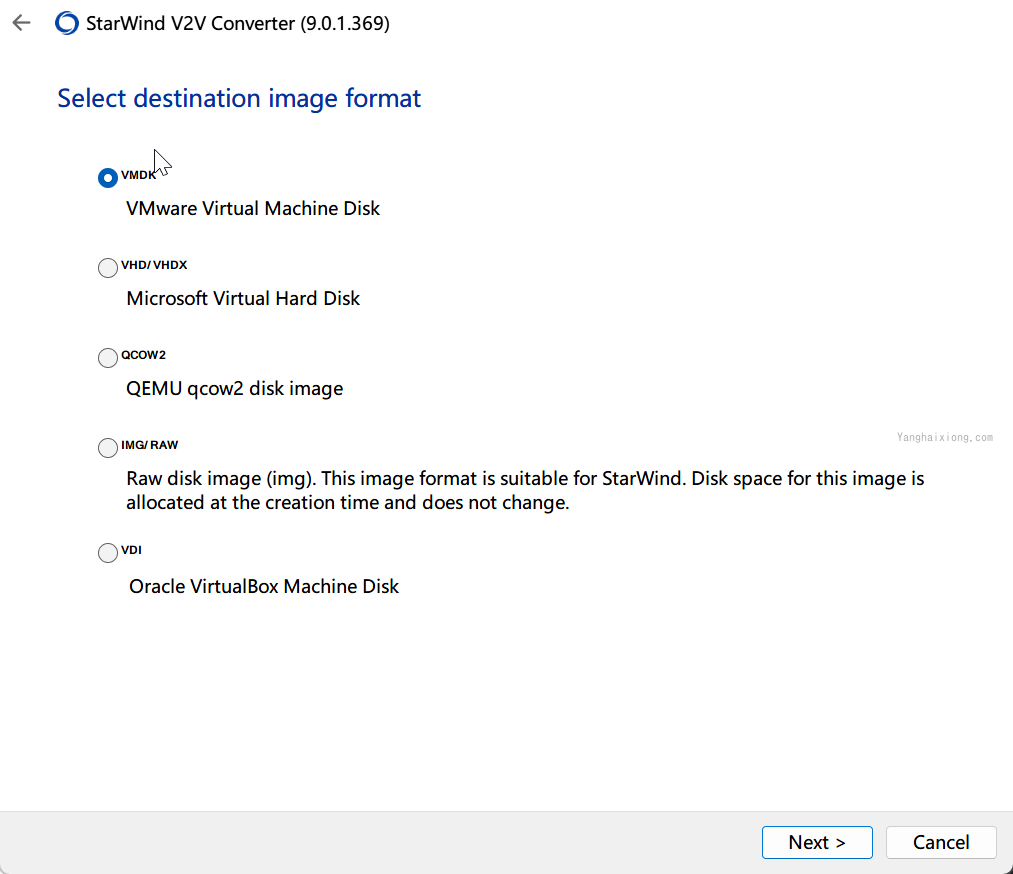 StarWind V2V Converter (9.0.1.369)
Select destination image format
VMDK
VMware Virtual Machine Disk
VHD/VHDX
Microsoft Virtual Hard Disk
QCOW2
QEMU qcow2 disk image
IMG/RAW
Yanghaixiong.com
Raw disk image (img). This image format is suitable for StarWind. Disk space for this image is
allocated at the creation time and does not change.
VDI
Oracle VirtualBox Machine Disk
Next >
Cancel